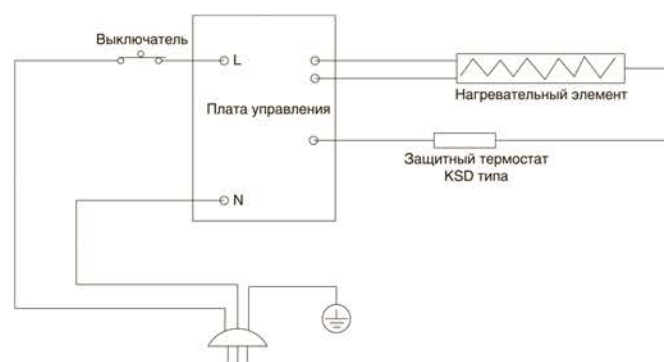 Выключатель
L
Плата управления
N
Нагревательный элемент
Защитный термостат
KSD типа